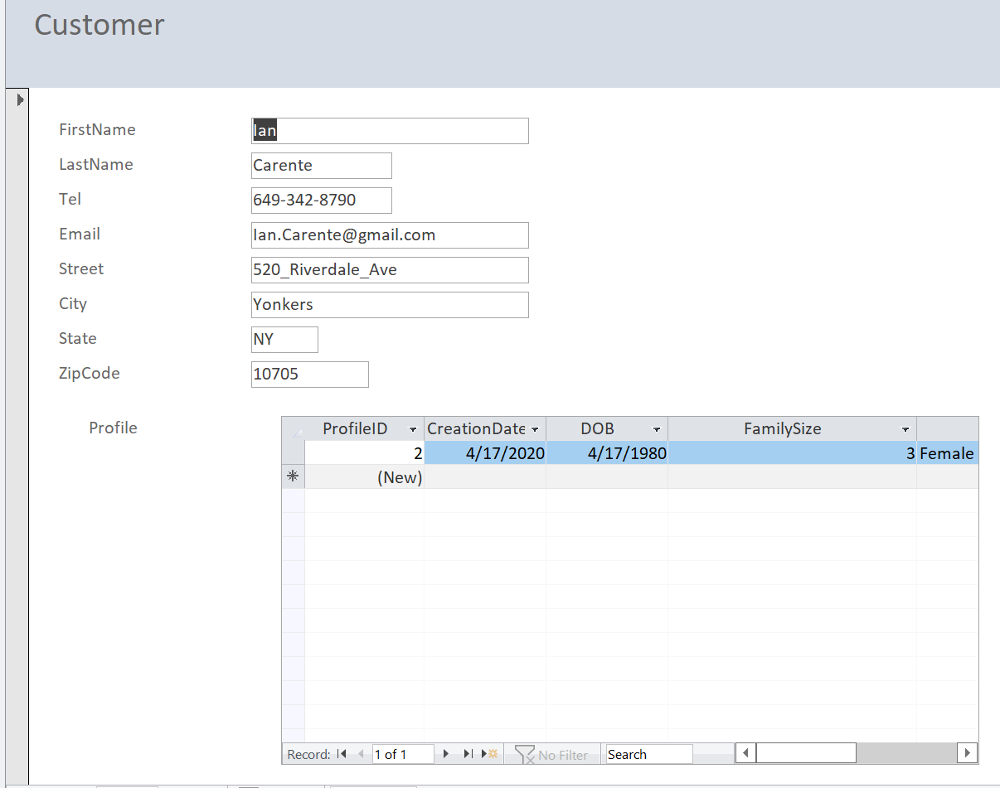 Customer
FirstName Ian
LastName Carente
Tel 649-342-8790
Email Ian.Carente@gmail.com
Street 520_Riverdale_Ave
City Yonkers
State NY
ZipCode 10705
Profile ProfileID CreationDate DOB FamilySize
2 4/17/2020 4/17/1980 3 Female
(New)
Record: 1 of 1 No Filter Search